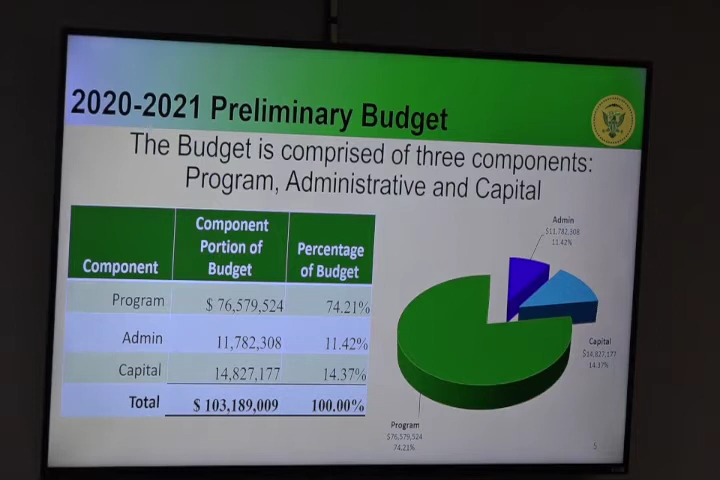 2020-2021 Preliminary Budget
The Budget is comprised of three components:
Program, Administrative and Capital
Component
Component Portion of Budget
Percentage of Budget
Program $ 76,579,524 74.21%
Admin 11,782,308 11.42%
Capital 14,827,177 14.37%
Total $ 103,189,009 100.00%
Admin
$11,782,308
11.42%
Capital
$14,827,177
14.37%
Program
$76,579,524
74.21%
5